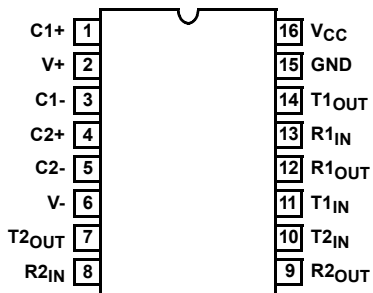 C1+ 1 16 VCC
V+ 2 15 GND
C1- 3 14 T1OUT
C2+ 4 13 R1IN
C2- 5 12 R1OUT
V- 6 11 T1IN
T2OUT 7 10 T2IN
R2IN 8 9 R2OUT